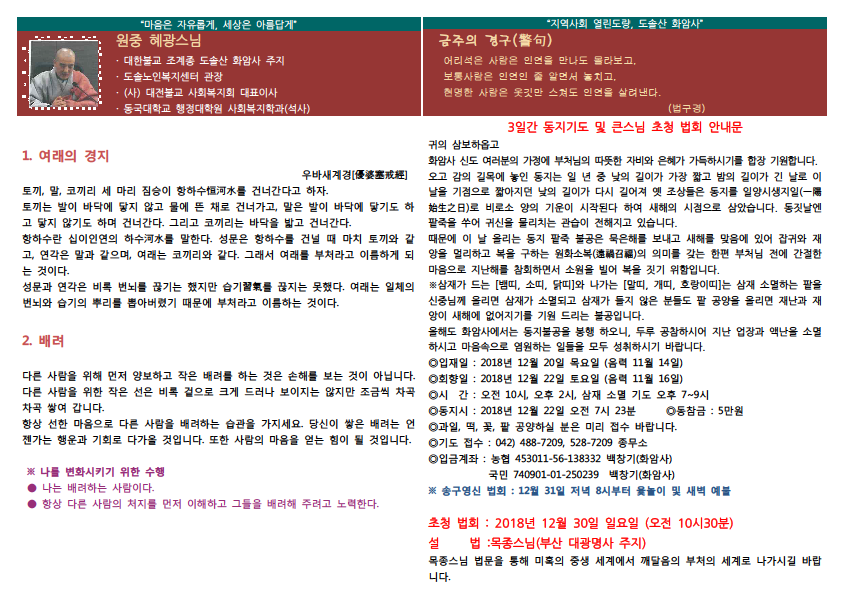 "마음은 자유롭게, 세상은 아름답게"
원중 혜광스님
· 대한불교 조계종 도솔산 화암사 주지
· 도솔노인복지센터 관장
· (사) 대전불교 사회복지회 대표이사
· 동국대학교 행정대학원 사회복지학과(석사)
1. 여래의 경지
우바새계경[優婆塞戒經]
토끼, 말, 코끼리 세 마리 짐승이 항하수恒河水를 건너간다고 하자.
토끼는 발이 바닥에 닿지 않고 물에 뜬 채로 건너가고, 말은 발이 바닥에 닿기도 하
고 닿지 않기도 하며 건너간다. 그리고 코끼리는 바닥을 밟고 건너간다.
항하수란 십이인연의 하수河水를 말한다. 성문은 항하수를 건널 때 마치 토끼와 같
고, 연각은 말과 같으며, 여래는 코끼리와 같다. 그래서 여래를 부처라고 이름하게 되
는 것이다.
성문과 연각은 비록 번뇌를 끊기는 했지만 습기習氣를 끊지는 못했다. 여래는 일체의
번뇌와 습기의 뿌리를 뽑아버렸기 때문에 부처라고 이름하는 것이다.
2. 배려
다른 사람을 위해 먼저 양보하고 작은 배려를 하는 것은 손해를 보는 것이 아닙니다.
다른 사람을 위한 작은 선은 비록 겉으로 크게 드러나 보이지는 않지만 조금씩 차곡
차곡 쌓여 갑니다.
항상 선한 마음으로 다른 사람을 배려하는 습관을 가지세요. 당신이 쌓은 배려는 언
젠가는 행운과 기회로 다가올 것입니다. 또한 사람의 마음을 얻는 힘이 될 것입니다.
※ 나를 변화시키기 위한 수행
● 나는 배려하는 사람이다.
● 항상 다른 사람의 처지를 먼저 이해하고 그들을 배려해 주려고 노력한다.
"지역사회 열린도량, 도솔산 화암사"
금주의 경구(警句)
어리석은 사람은 인연을 만나도 몰라보고,
보통사람은 인연인 줄 알면서 놓치고,
현명한 사람은 옷깃만 스쳐도 인연을 살려낸다.
(법구경)
3일간 동지기도 및 큰스님 초청 법회 안내문
귀의 삼보하옵고
화암사 신도 여러분의 가정에 부처님의 따뜻한 자비와 은혜가 가득하시기를 합장 기원합니다.
오고 감의 길목에 놓인 동지는 일 년 중 낮의 길이가 가장 짧고 밤의 길이가 긴 날로 이
날을 기점으로 짧아지던 낮의 길이가 다시 길어져 옛 조상들은 동지를 일양시생지일(一陽
始生之日)로 비로소 양의 기운이 시작된다 하여 새해의 시점으로 삼았습니다. 동짓날엔
팥죽을 쑤어 귀신을 물리치는 관습이 전해지고 있습니다.
때문에 이 날 올리는 동지 팥죽 불공은 묵은해를 보내고 새해를 맞음에 있어 잡귀와 재
앙을 멀리하고 복을 구하는 원화소복(遠禍召福)의 의미를 갖는 한편 부처님 전에 간절한
마음으로 지난해를 참회하면서 소원을 빌어 복을 짓기 위함입니다.
※삼재가 드는 [뱀띠, 소띠, 닭띠]와 나가는 [말띠, 개띠, 호랑이띠]는 삼재 소멸하는 팥을
신중님께 올리면 삼재가 소멸되고 삼재가 들지 않은 분들도 팥 공양을 올리면 재난과 재
앙이 새해에 없어지기를 기원 드리는 불공입니다.
올해도 화암사에서는 동지불공을 봉행 하오니, 두루 공참하시어 지난 업장과 액난을 소멸
하시고 마음속으로 염원하는 일들을 모두 성취하시기 바랍니다.
◎입재일 : 2018년 12월 20일 목요일 (음력 11월 14일)
◎회향일 : 2018년 12월 22일 토요일 (음력 11월 16일)
◎시 간 : 오전 10시, 오후 2시, 삼재 소멸 기도 오후 7~9시
◎동지시 : 2018년 12월 22일 오전 7시 23분 ◎동참금 : 5만원
◎과일, 떡, 꽃, 팥 공양하실 분은 미리 접수 바랍니다.
◎기도 접수 : 042) 488-7209, 528-7209 종무소
◎입금계좌 : 농협 453011-56-138332 백창기(화암사)
국민 740901-01-250239 백창기(화암사)
※ 송구영신 법회 : 12월 31일 저녁 8시부터 윷놀이 및 새벽 예불
초청 법회 : 2018년 12월 30일 일요일 (오전 10시30분)
설 법 :목종스님(부산 대광명사 주지)
목종스님 법문을 통해 미혹의 중생 세계에서 깨달음의 부처의 세계로 나가시길 바랍
니다.